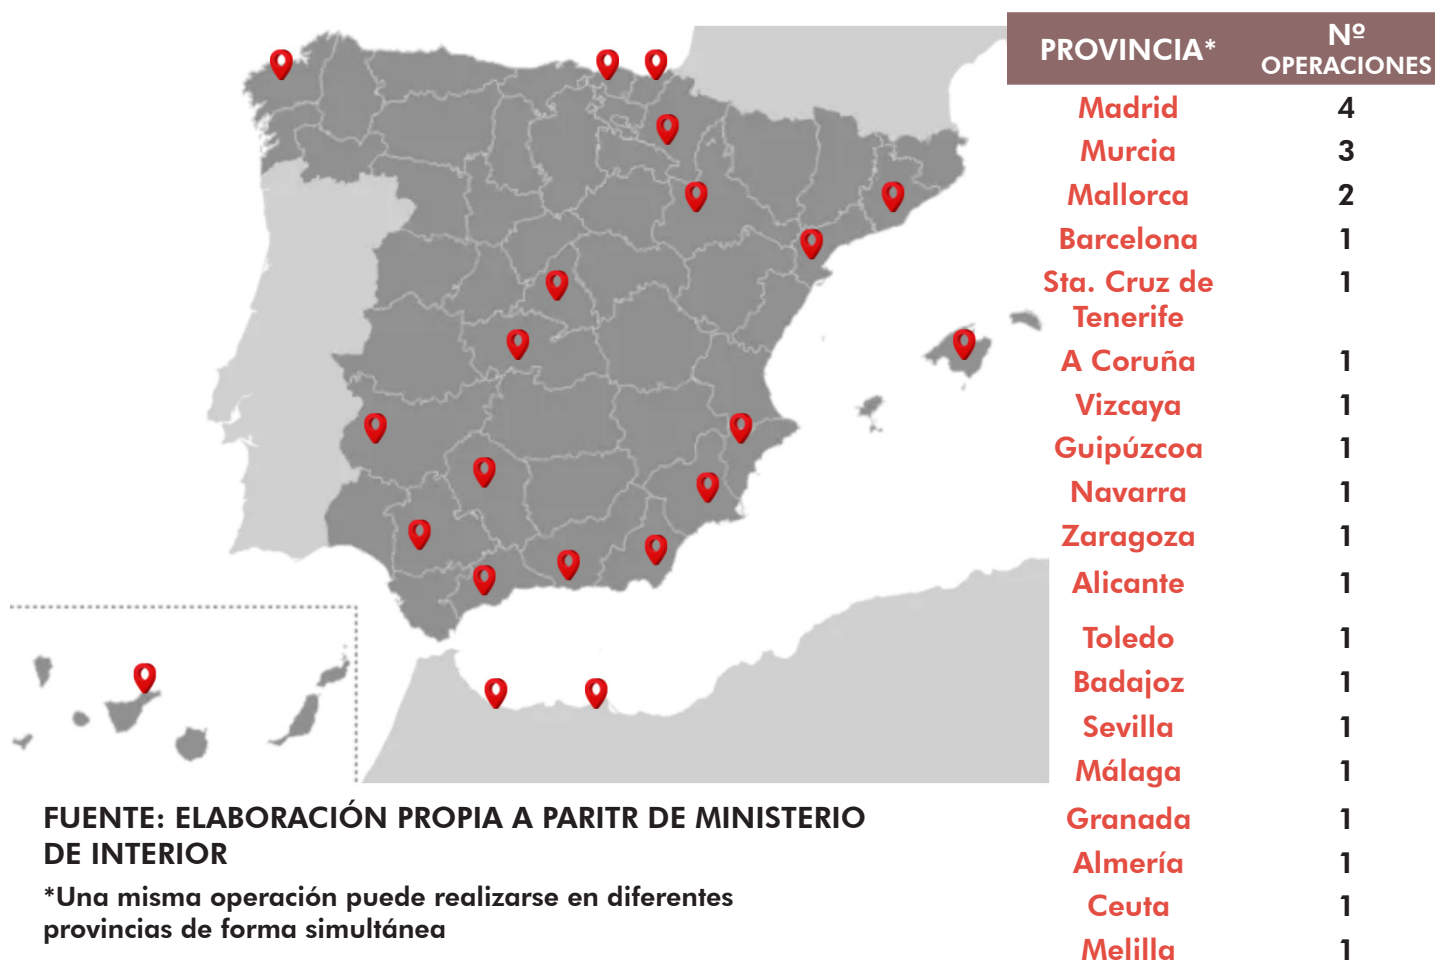 PROVINCIA* Nº OPERACIONES
Madrid 4
Murcia 3
Mallorca 2
Barcelona 1
Sta. Cruz de 1
Tenerife
A Coruña 1
Vizcaya 1
Guipúzcoa 1
Navarra 1
Zaragoza 1
Alicante 1
Toledo 1
Badajoz 1
Sevilla 1
Málaga 1
Granada 1
Almería 1
Ceuta 1
Melilla 1
FUENTE: ELABORACIÓN PROPIA A PARITR DE MINISTERIO
DE INTERIOR
*Una misma operación puede realizarse en diferentes
provincias de forma simultánea